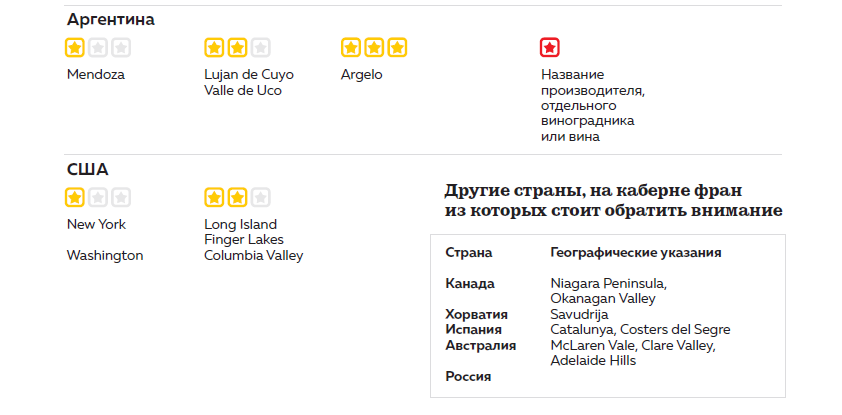 Аргентина
Mendoza
Lujan de Cuyo
Valle de Uco
Argelo
Название
производителя,
отдельного
виноградника
или вина
США
New York
Washington
Long Island
Finger Lakes
Columbia Valley
Другие страны, на каберне фран
из которых стоит обратить внимание
Страна Географические указания
Канада Niagara Peninsula,
Okanagan Valley
Хорватия Savudrija
Испания Catalunya, Costers del Segre
Австралия McLaren Vale, Clare Valley,
Adelaide Hills
Россия